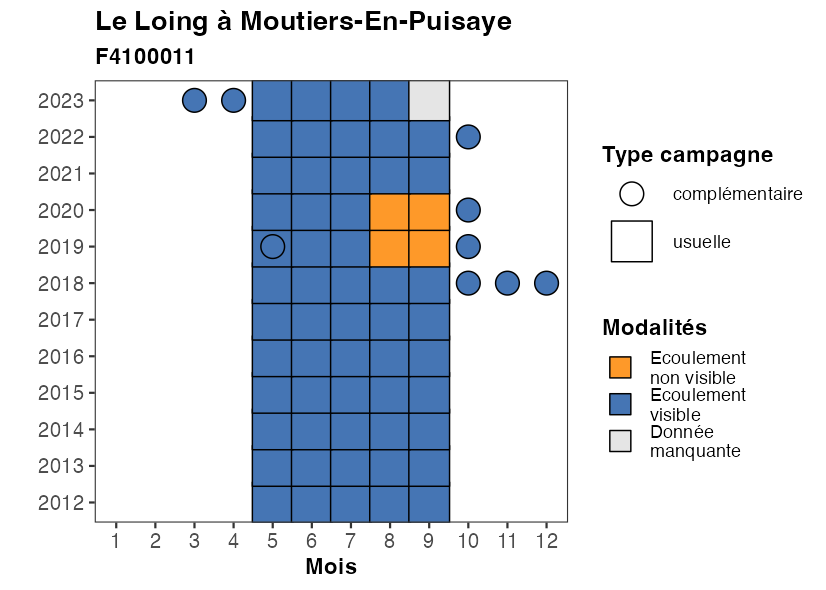 Le Loing à Moutiers-En-Puisaye
F4100011
2023
2022
2021
2020
2019
2018
2017
2016
2015
2014
2013
2012
1 2 3 4 5 6 7 8 9 10 11 12
Mois
Type campagne
complémentaire
usuelle
Modalités
Ecoulement
non visible
Ecoulement
visible
Donnée
manquante